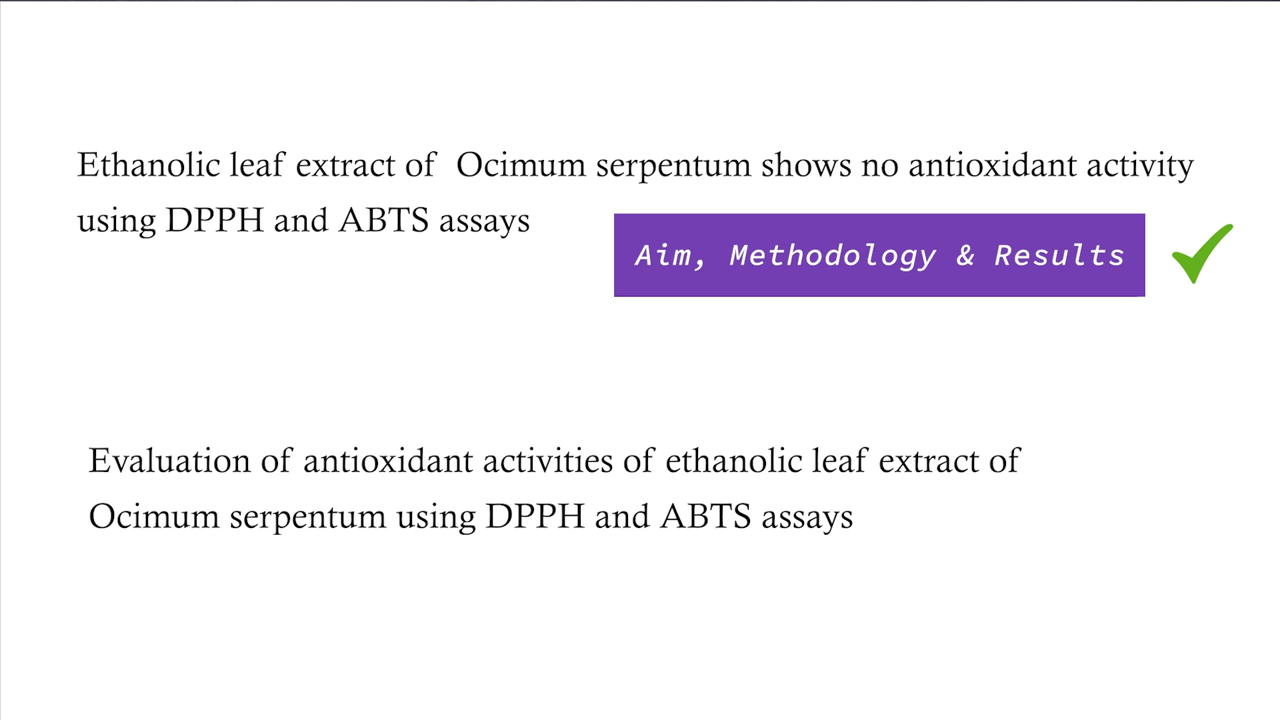 Ethanolic leaf extract of Ocimum serpentum shows no antioxidant activity
using DPPH and ABTS assays
Aim, Methodology & Results
Evaluation of antioxidant activities of ethanolic leaf extract of
Ocimum serpentum using DPPH and ABTS assays